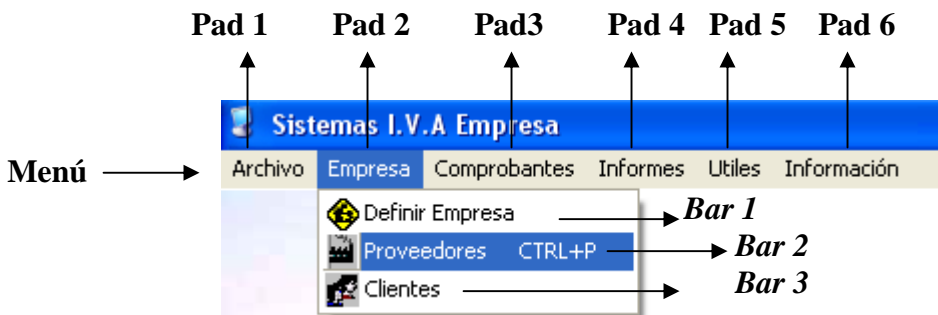 Pad 1 Pad 2 Pad3 Pad 4 Pad 5 Pad 6
Sistemas I.V.A Empresa
Menú Archivo Empresa Comprobantes Informes Utiles Información
Definir Empresa Bar 1
Proveedores CTRL+P Bar 2
Clientes Bar 3